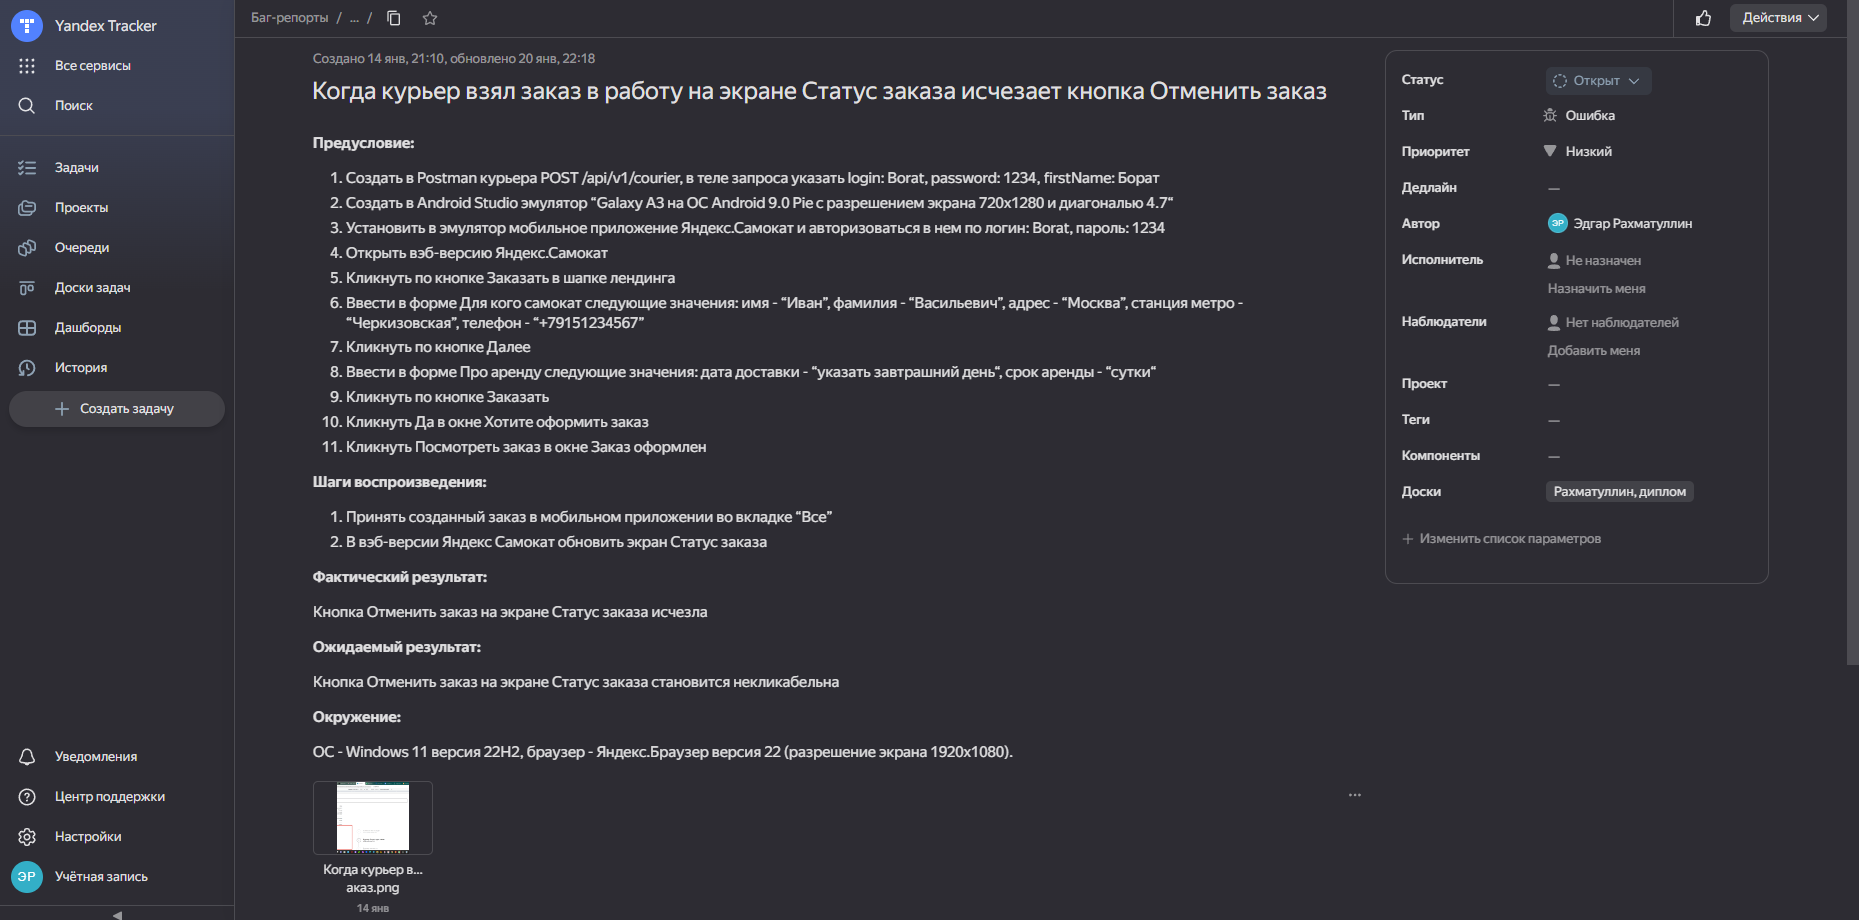 Yandex Tracker
Все сервисы
Поиск
Задачи
Проекты
Очереди
Доски задач
Дашборды
История
Создать задачу
Уведомления
Центр поддержки
Настройки
ЭР Учётная запись
Баг-репорты / ... /
Действия
Создано 14 янв, 21:10, обновлено 20 янв, 22:18
Когда курьер взял заказ в работу на экране Статус заказа исчезает кнопка Отменить заказ
Предусловие:
1. Создать в Postman курьера POST /api/v1/courier, в теле запроса указать login: Borat, password: 1234, firstName: Борат
2. Создать в Android Studio эмулятор “Galaxy A3 на ОС Android 9.0 Pie с разрешением экрана 720x1280 и диагональю 4.7“
3. Установить в эмулятор мобильное приложение Яндекс.Самокат и авторизоваться в нем по логин: Borat, пароль: 1234
4. Открыть вэб-версию Яндекс.Самокат
5. Кликнуть по кнопке Заказать в шапке лендинга
6. Ввести в форме Для кого самокат следующие значения: имя - “Иван”, фамилия - “Васильевич”, адрес - “Москва”, станция метро -
“Черкизовская”, телефон - “+79151234567”
7. Кликнуть по кнопке Далее
8. Ввести в форме Про аренду следующие значения: дата доставки - “указать завтрашний день“, срок аренды - “сутки“
9. Кликнуть по кнопке Заказать
10. Кликнуть Да в окне Хотите оформить заказ
11. Кликнуть Посмотреть заказ в окне Заказ оформлен
Шаги воспроизведения:
1. Принять созданный заказ в мобильном приложении во вкладке “Все”
2. В вэб-версии Яндекс Самокат обновить экран Статус заказа
Фактический результат:
Кнопка Отменить заказ на экране Статус заказа исчезла
Ожидаемый результат:
Кнопка Отменить заказ на экране Статус заказа становится некликабельна
Окружение:
ОС - Windows 11 версия 22H2, браузер - Яндекс.Браузер версия 22 (разрешение экрана 1920x1080).
Когда курьер в...
аказ.png
14 янв
Статус Открыт
Тип Ошибка
Приоритет Низкий
Дедлайн —
Автор ЭР Эдгар Рахматуллин
Исполнитель Не назначен
Назначить меня
Наблюдатели Нет наблюдателей
Добавить меня
Проект —
Теги —
Компоненты —
Доски Рахматуллин, диплом
Изменить список параметров